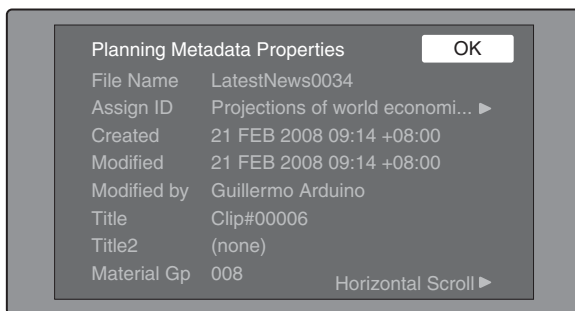 Planning Metadata Properties OK
File Name LatestNews0034
Assign ID Projections of world economi... ▶
Created 21 FEB 2008 09:14 +08:00
Modified 21 FEB 2008 09:14 +08:00
Modified by Guillermo Arduino
Title Clip#00006
Title2 (none)
Material Gp 008
Horizontal Scroll ▶